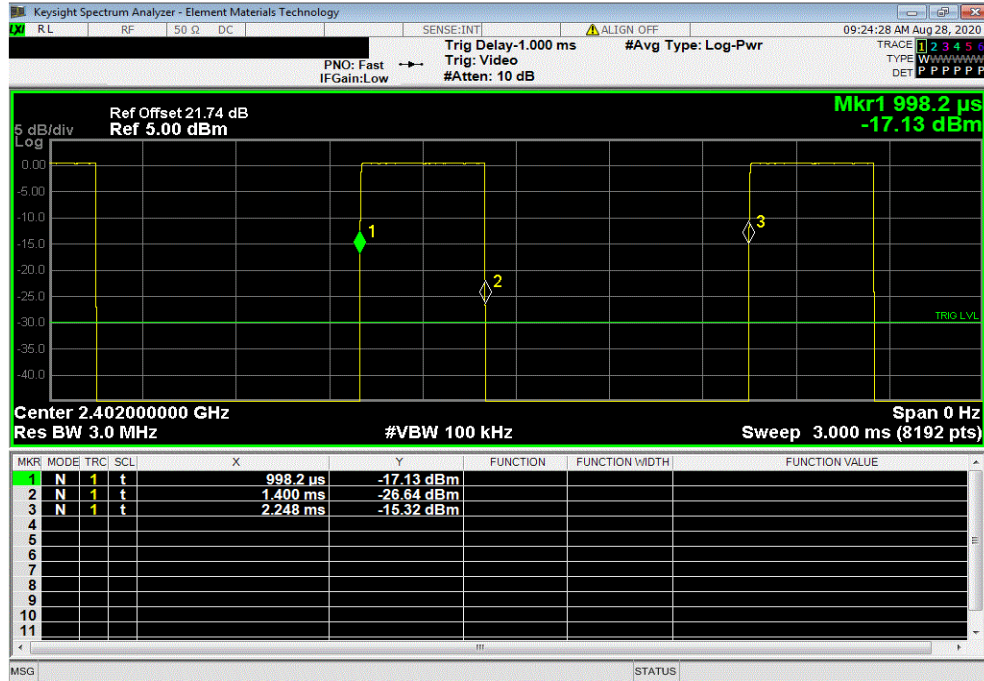 Keysight Spectrum Analyzer - Element Materials Technology
LXI RL RF 50 Ω DC SENSE:INT ALIGN OFF 09:24:28 AM Aug 28, 2020
Trig Delay-1.000 ms #Avg Type: Log-Pwr TRACE 1 2 3 4 5 6
PNO: Fast Trig: Video TYPE WWWWWW
IFGain:Low #Atten: 10 dB DET P P P P P P
Mkr1 998.2 µs
-17.13 dBm
Ref Offset 21.74 dB
5 dB/div Ref 5.00 dBm
Log
0.00
-5.00
-10.0
-15.0
-20.0
-25.0
-30.0
-35.0
-40.0
1
2
3
TRIG LVL
Center 2.402000000 GHz Span 0 Hz
Res BW 3.0 MHz #VBW 100 kHz Sweep 3.000 ms (8192 pts)
MKR MODE TRC SCL X Y FUNCTION FUNCTION WIDTH FUNCTION VALUE
1 N 1 t 998.2 µs -17.13 dBm
2 N 1 t 1.400 ms -26.64 dBm
3 N 1 t 2.248 ms -15.32 dBm
4
5
6
7
8
9
10
11
MSG STATUS